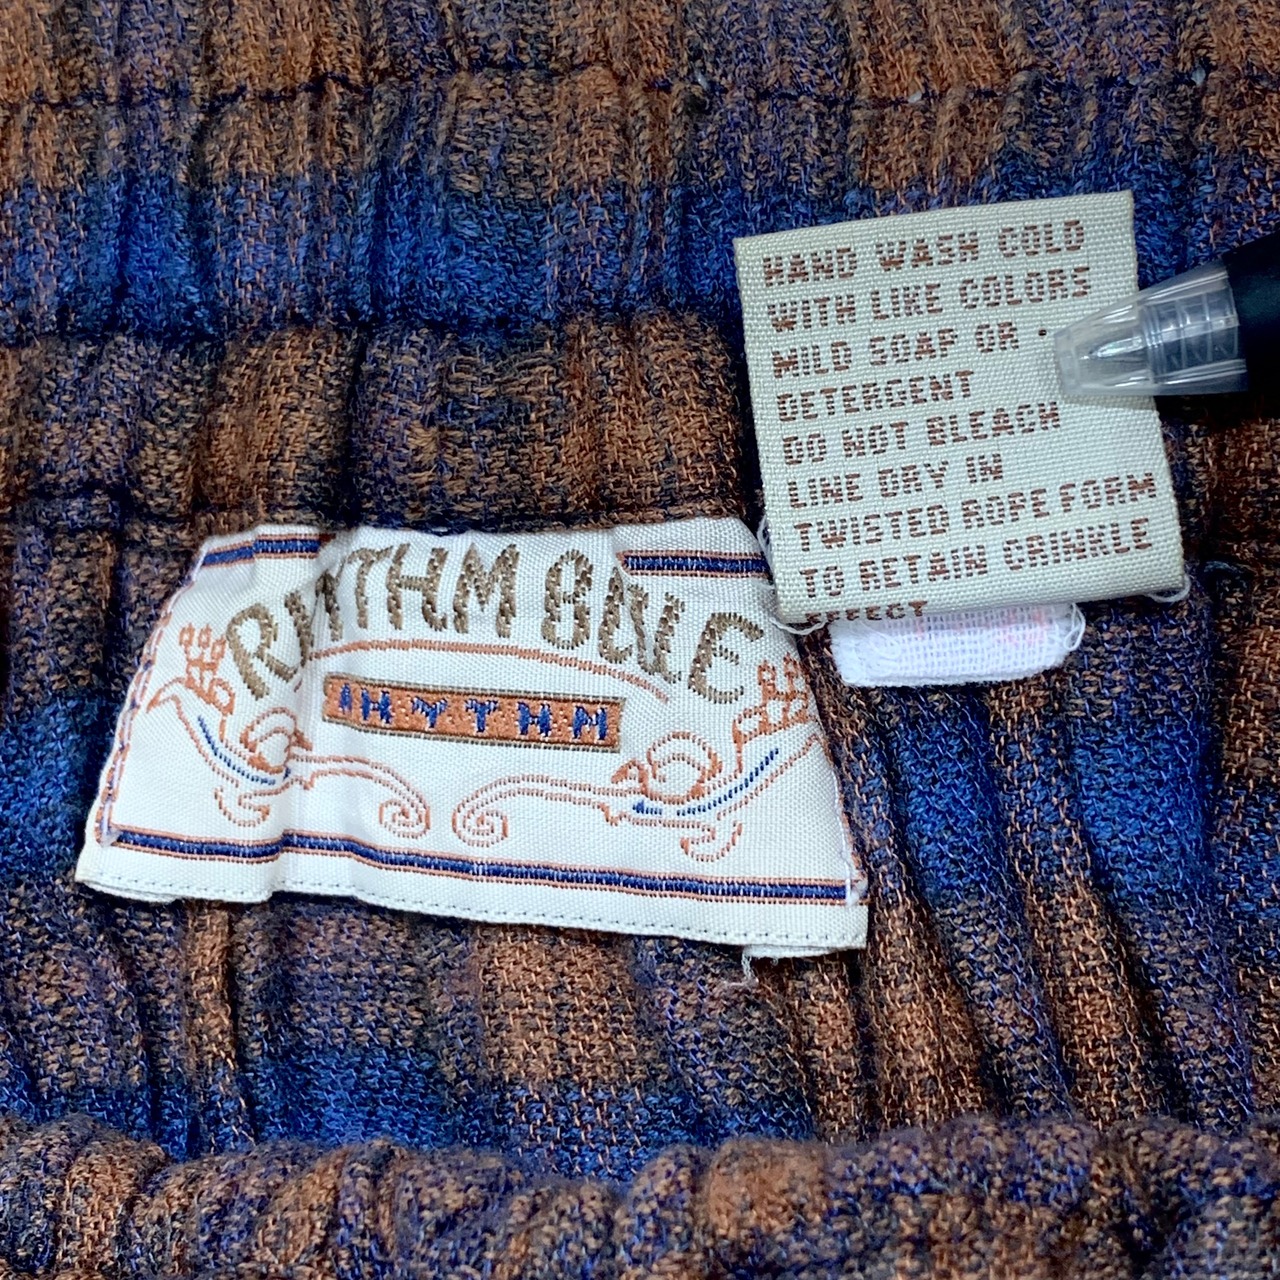 HAND WASH COLD
WITH LIKE COLORS
MILD SOAP OR
DETERGENT
DO NOT BLEACH
LINE DRY IN
TWISTED ROPE FORM
TO RETAIN CRINKLE
EFFECT
RHYTHM BLUE
RHYTHM